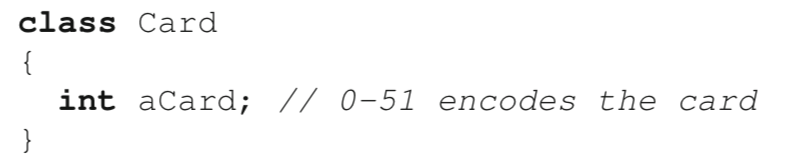 class Card
{
int aCard; // 0-51 encodes the card
}